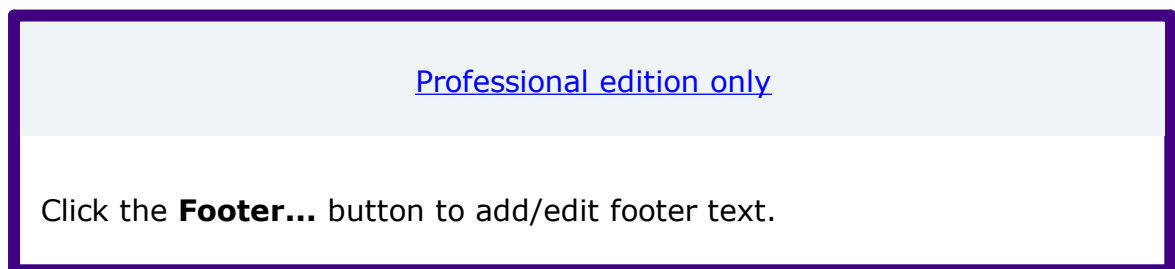 Professional edition only
Click the Footer... button to add/edit footer text.